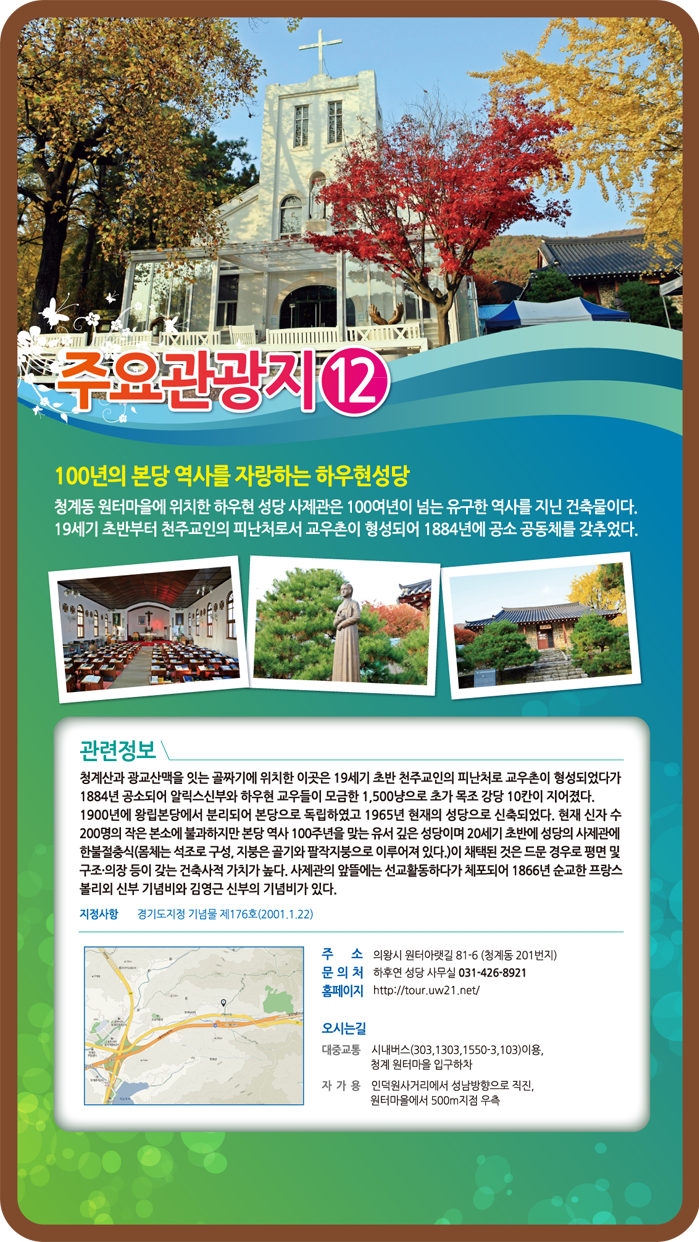 주요관광지 12
100년의 본당 역사를 자랑하는 하우현성당
청계동 원터마을에 위치한 하우현 성당 사제관은 100여년이 넘는 유구한 역사를 지닌 건축물이다.
19세기 초반부터 천주교인의 피난처로서 교우촌이 형성되어 1884년에 공소 공동체를 갖추었다.
관련정보
청계산과 광교산맥을 잇는 골짜기에 위치한 이곳은 19세기 초반 천주교인의 피난처로 교우촌이 형성되었다가
1884년 공소되어 알릭스신부와 하우현 교우들이 모금한 1,500냥으로 초가 목조 강당 10칸이 지어졌다.
1900년에 왕림본당에서 분리되어 본당으로 독립하였고 1965년 현재의 성당으로 신축되었다. 현재 신자 수
200명의 작은 본소에 불과하지만 본당 역사 100주년을 맞는 유서 깊은 성당이며 20세기 초반에 성당의 사제관에
한불절충식(몸체는 석조로 구성, 지붕은 골기와 팔작지붕으로 이루어져 있다.)이 채택된 것은 드문 경우로 평면 및
구조·의장 등이 갖는 건축사적 가치가 높다. 사제관의 앞뜰에는 선교활동하다가 체포되어 1866년 순교한 프랑스
볼리외 신부 기념비와 김영근 신부의 기념비가 있다.
지정사항 경기도지정 기념물 제176호(2001.1.22)
주 소 의왕시 원터아랫길 81-6 (청계동 201번지)
문 의 처 하후연 성당 사무실 031-426-8921
홈페이지 http://tour.uw21.net/
오시는길
대중교통 시내버스(303,1303,1550-3,103)이용,
청계 원터마을 입구하차
자 가 용 인덕원사거리에서 성남방향으로 직진,
원터마을에서 500m지점 우측